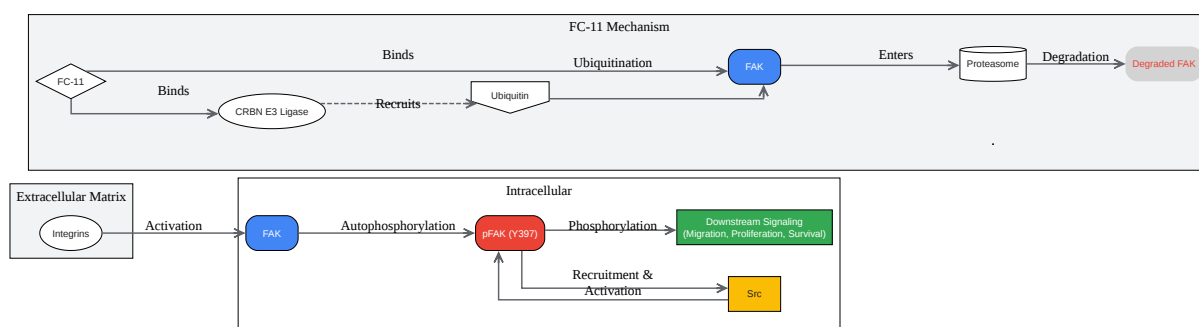 FC-11 Mechanism
Binds
Ubiquitination
Enters
Degradation
FC-11
FAK
Proteasome
Degraded FAK
Binds
Recruits
Ubiquitin
CRBN E3 Ligase
Extracellular Matrix
Integrins
Activation
Intracellular
FAK
Autophosphorylation
pFAK (Y397)
Phosphorylation
Downstream Signaling
(Migration, Proliferation, Survival)
Recruitment &
Activation
Src